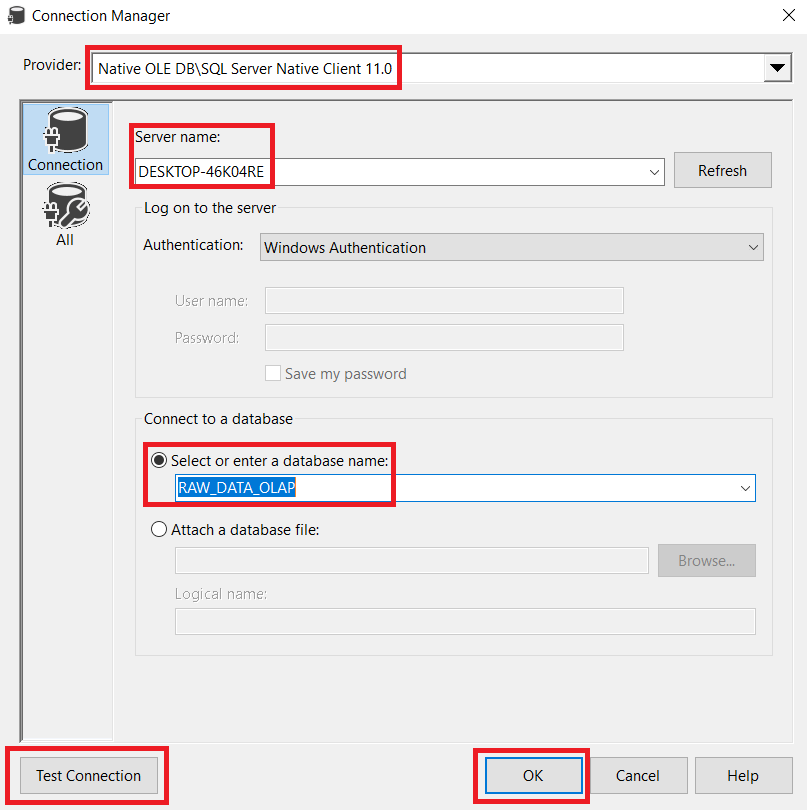 Connection Manager
Provider: Native OLE DB\SQL Server Native Client 11.0
Connection
All
Server name:
DESKTOP-46K04RE
Refresh
Log on to the server
Authentication: Windows Authentication
User name:
Password:
Save my password
Connect to a database
Select or enter a database name:
RAW_DATA_OLAP
Attach a database file:
Browse...
Logical name:
Test Connection OK Cancel Help